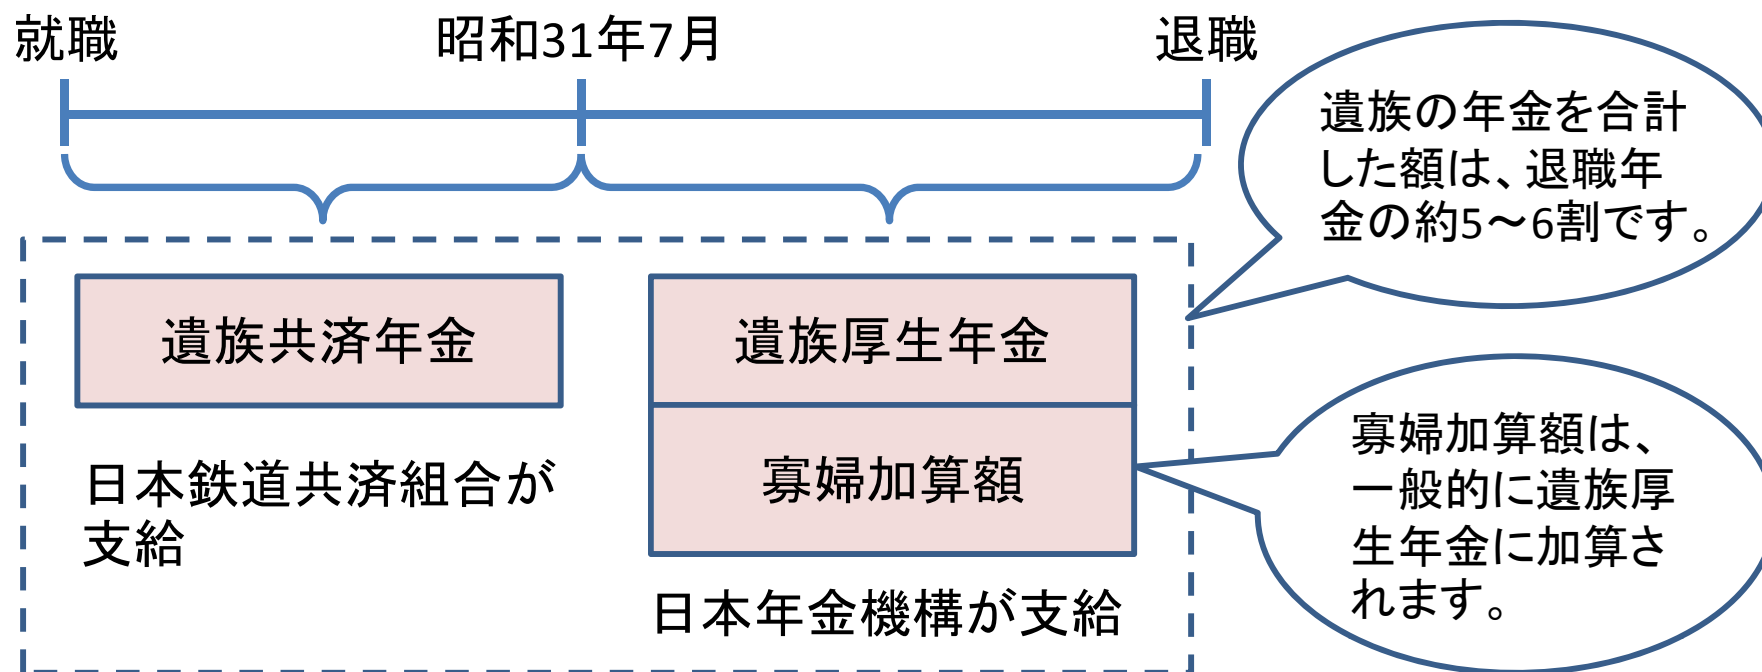 就職
昭和31年7月
退職
遺族の年金を合計
した額は、退職年
金の約5～6割です。
遺族共済年金
遺族厚生年金
寡婦加算額
日本鉄道共済組合が
支給
日本年金機構が支給
寡婦加算額は、
一般的に遺族厚
生年金に加算さ
れます。